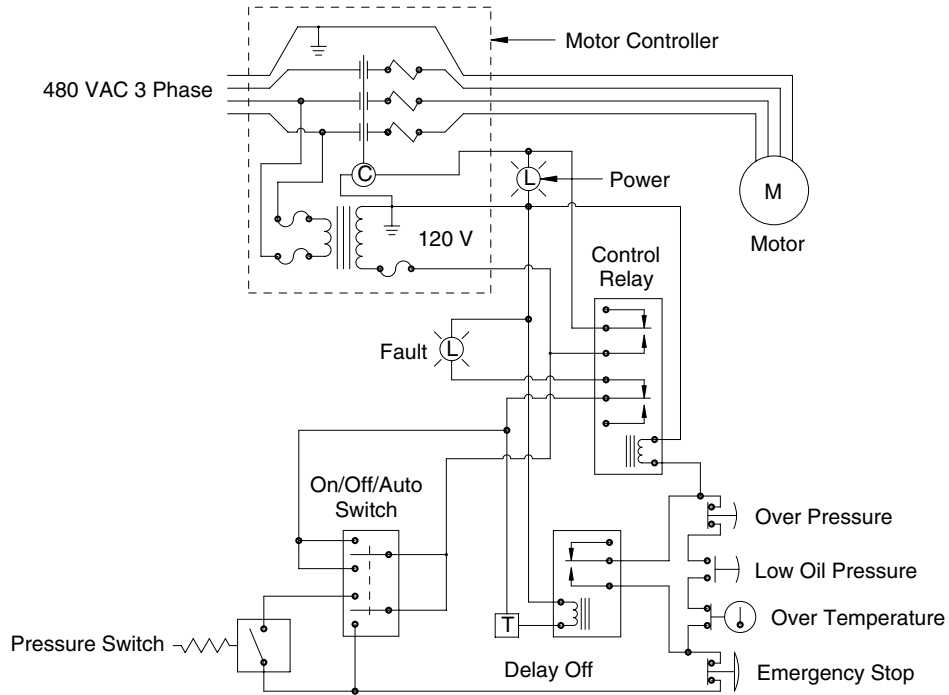 Motor Controller
480 VAC 3 Phase
C
L
Power
M
Motor
120 V
Control
Relay
Fault
L
On/Off/Auto
Switch
Over Pressure
Low Oil Pressure
Over Temperature
T
Pressure Switch
Delay Off
Emergency Stop